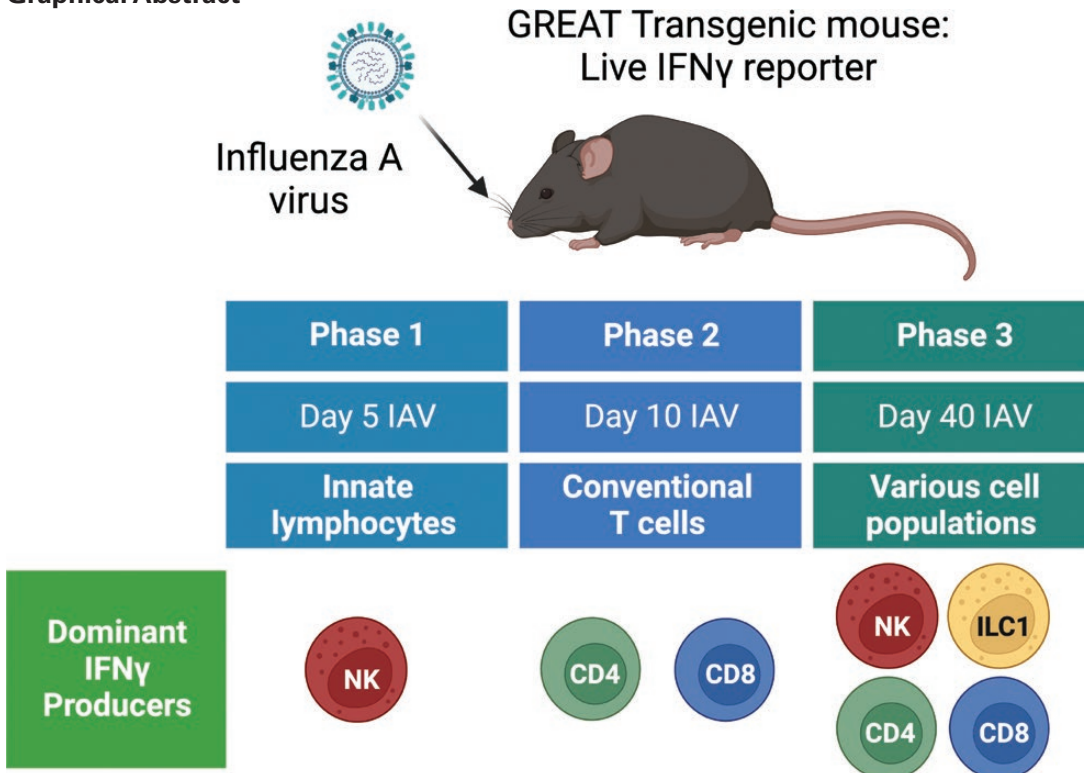 Graphical Abstract
GREAT Transgenic mouse:
Live IFNγ reporter
Influenza A
virus
Phase 1
Phase 2
Phase 3
Day 5 IAV
Day 10 IAV
Day 40 IAV
Innate
lymphocytes
Conventional
T cells
Various cell
populations
Dominant
IFNγ
Producers
NK
CD4
CD8
NK
ILC1
CD4
CD8